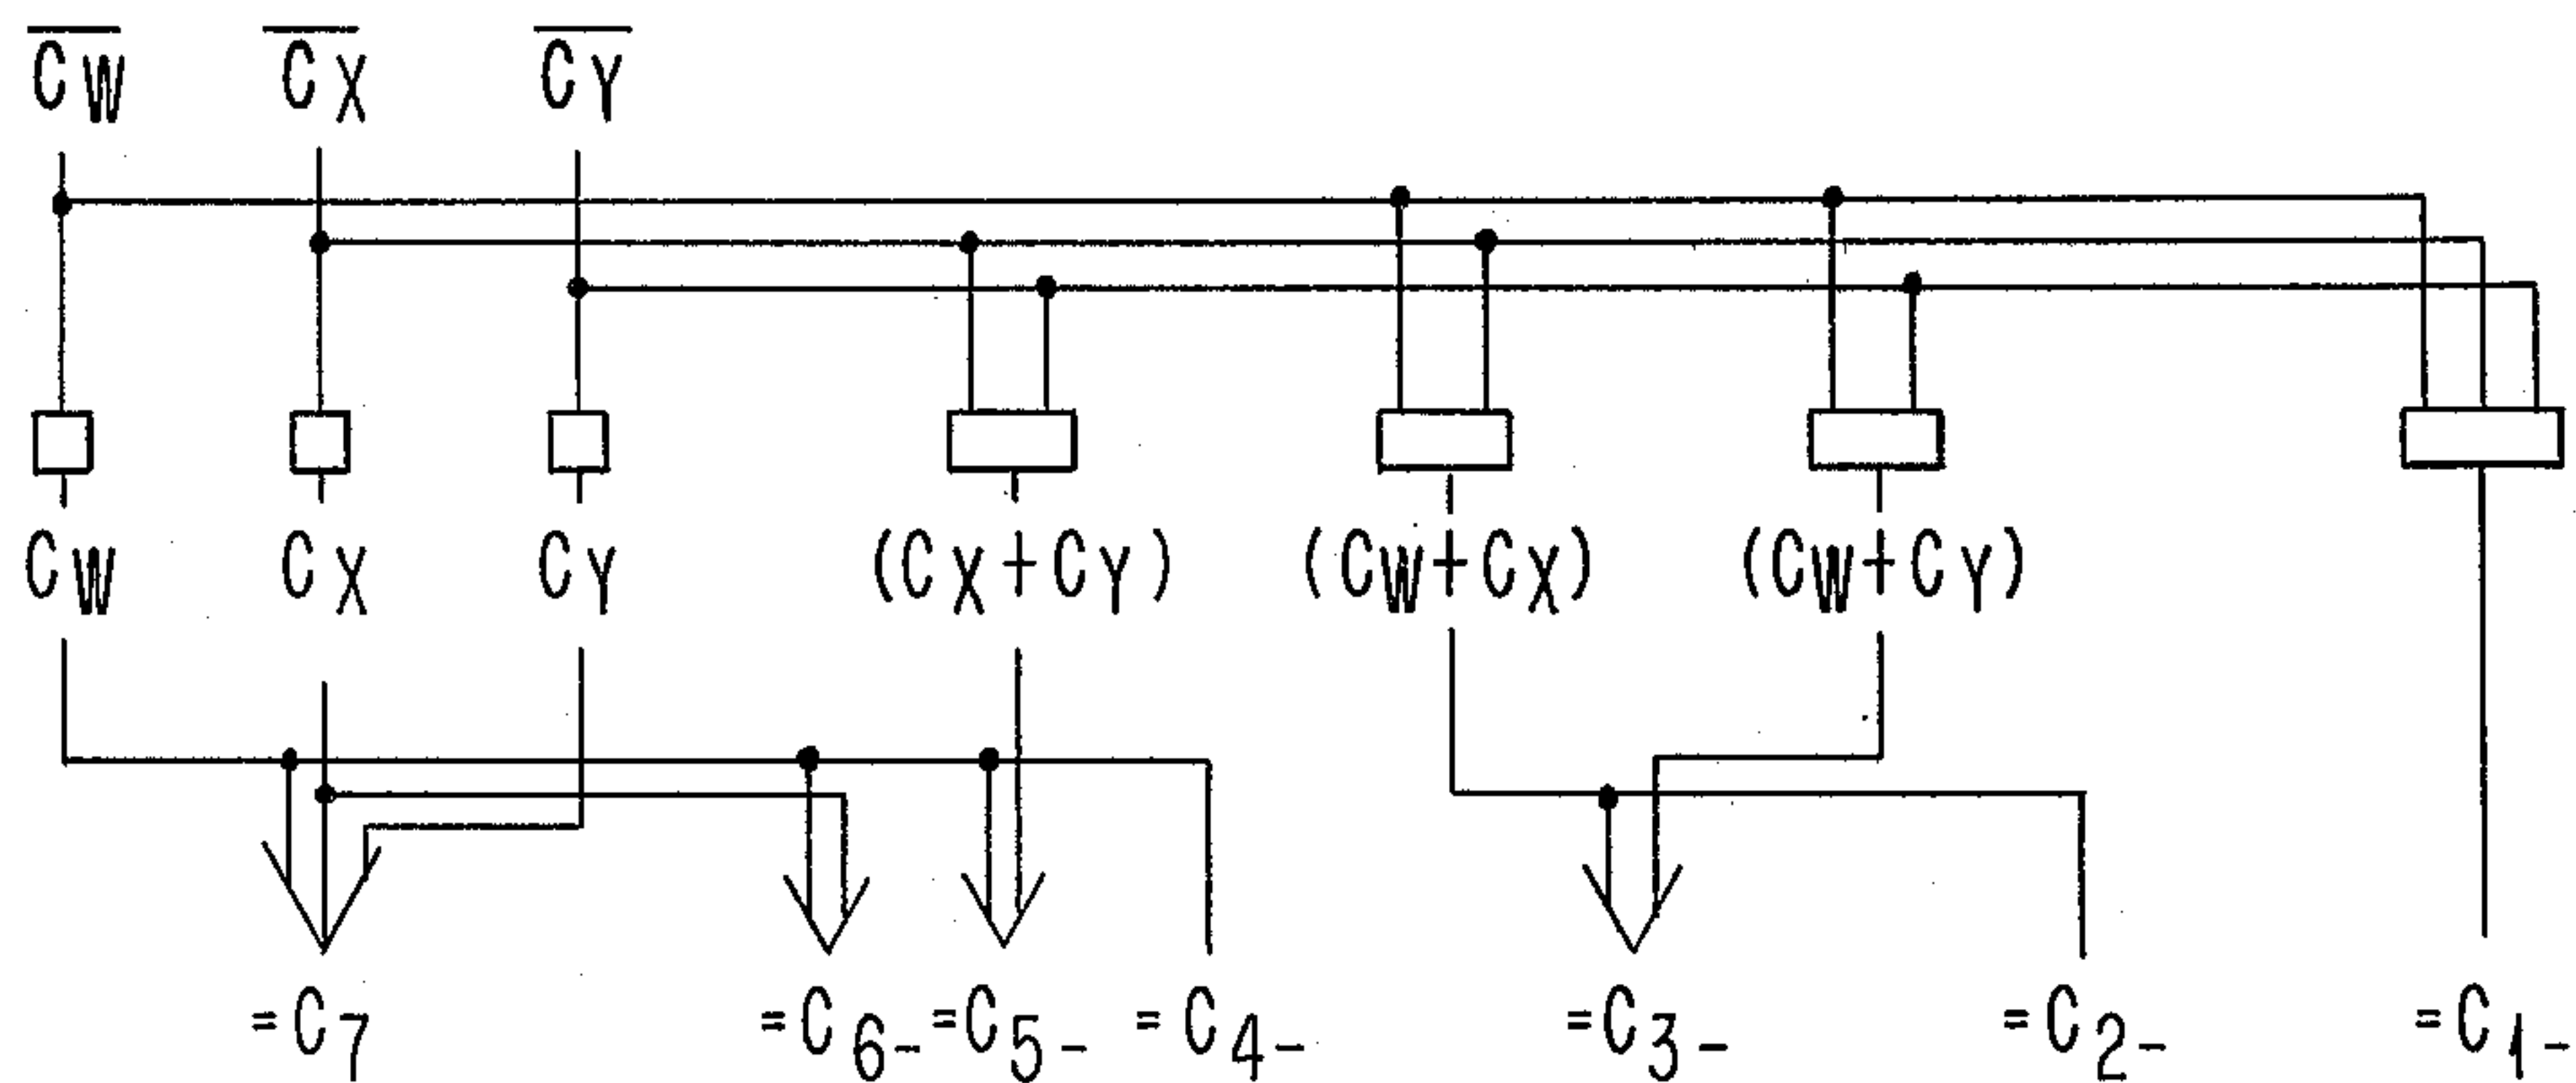 C̅W̅ C̅X̅ C̅Y̅
CW CX CY (CX+CY) (CW+CX) (CW+CY)
=C7 =C6- =C5- =C4- =C3- =C2- =C1-